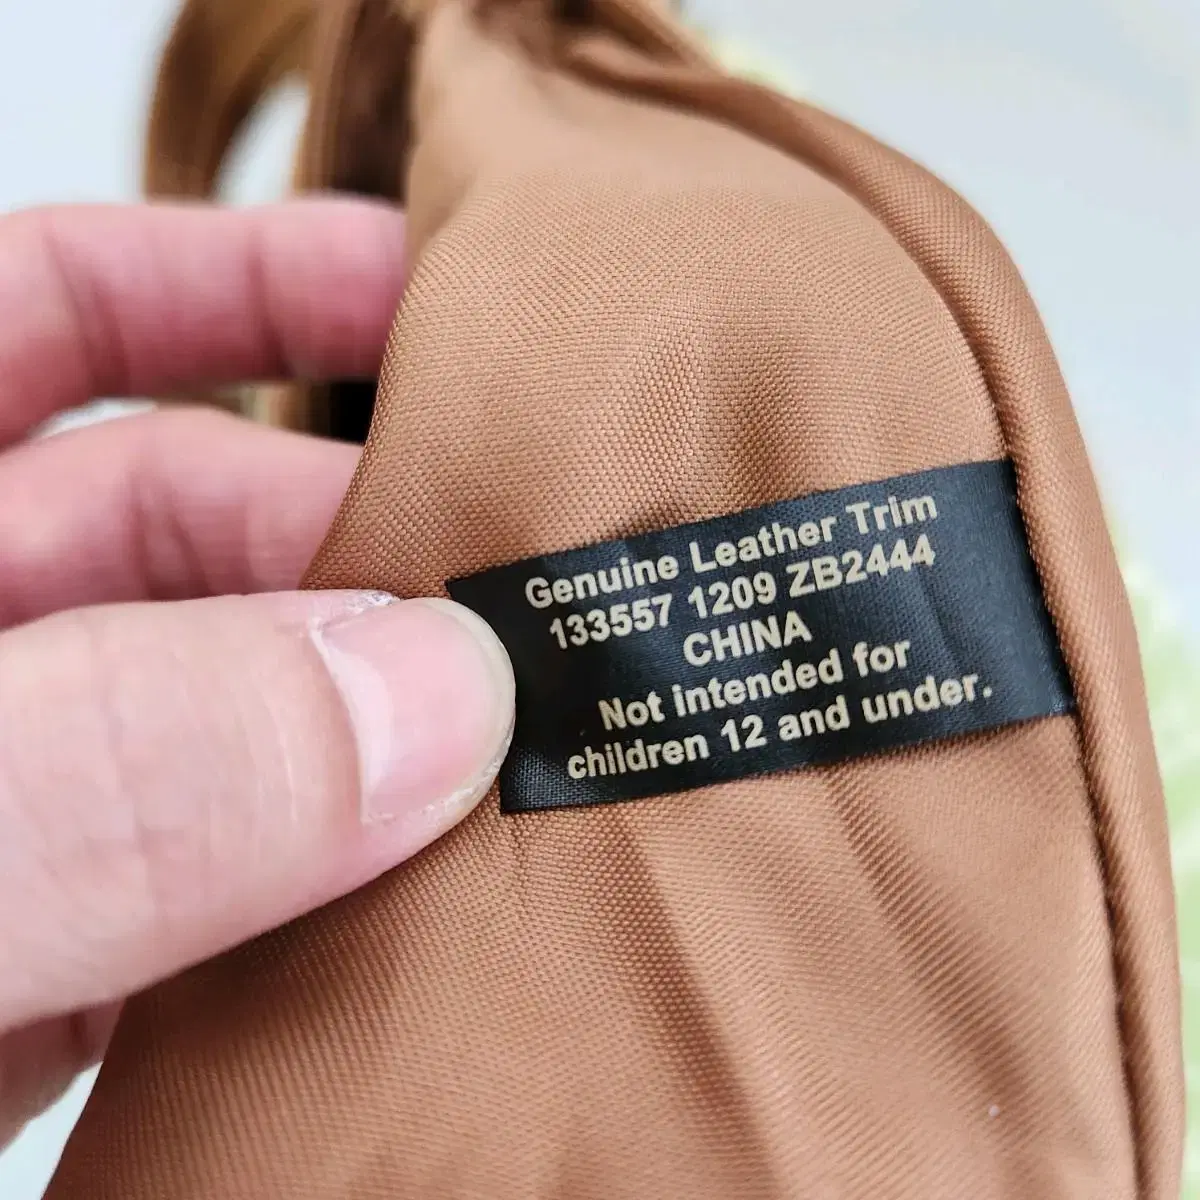 Genuine Leather Trim
133557 1209 ZB2444
CHINA
Not intended for
children 12 and under.